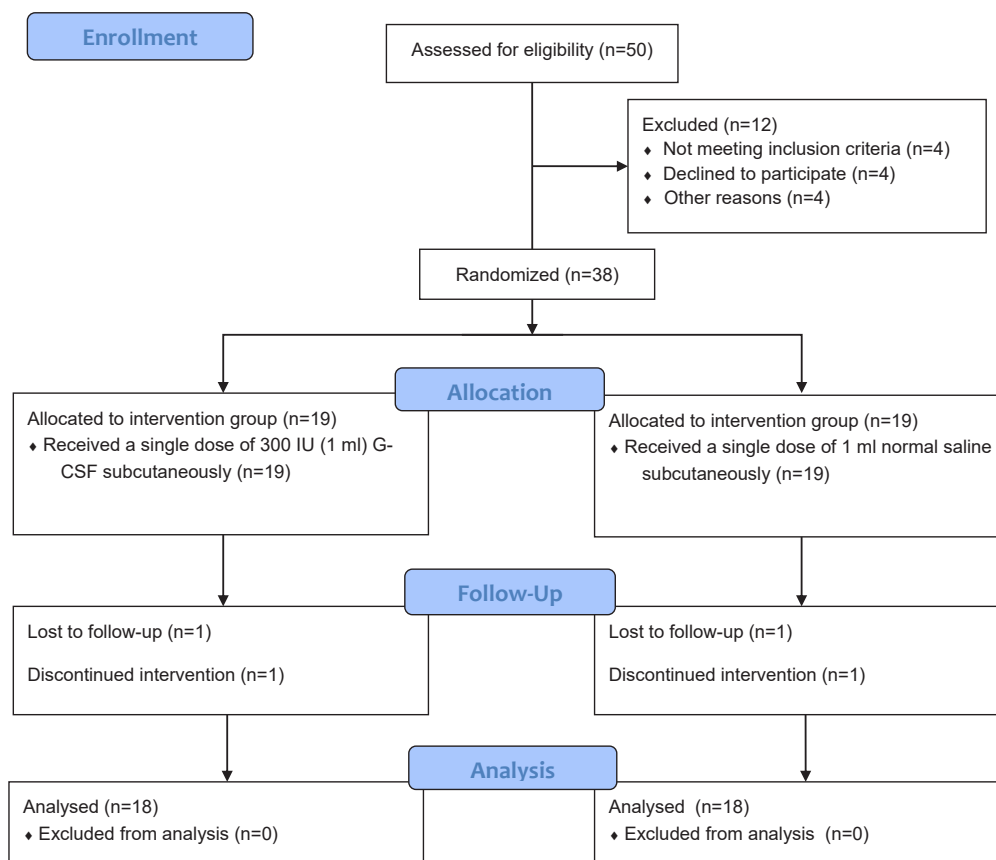 Enrollment
Assessed for eligibility (n=50)
Excluded (n=12)
♦ Not meeting inclusion criteria (n=4)
♦ Declined to participate (n=4)
♦ Other reasons (n=4)
Randomized (n=38)
Allocation
Allocated to intervention group (n=19)
♦ Received a single dose of 300 IU (1 ml) G-
CSF subcutaneously (n=19)
Allocated to intervention group (n=19)
♦ Received a single dose of 1 ml normal saline
subcutaneously (n=19)
Follow-Up
Lost to follow-up (n=1)
Discontinued intervention (n=1)
Lost to follow-up (n=1)
Discontinued intervention (n=1)
Analysis
Analysed (n=18)
♦ Excluded from analysis (n=0)
Analysed (n=18)
♦ Excluded from analysis (n=0)